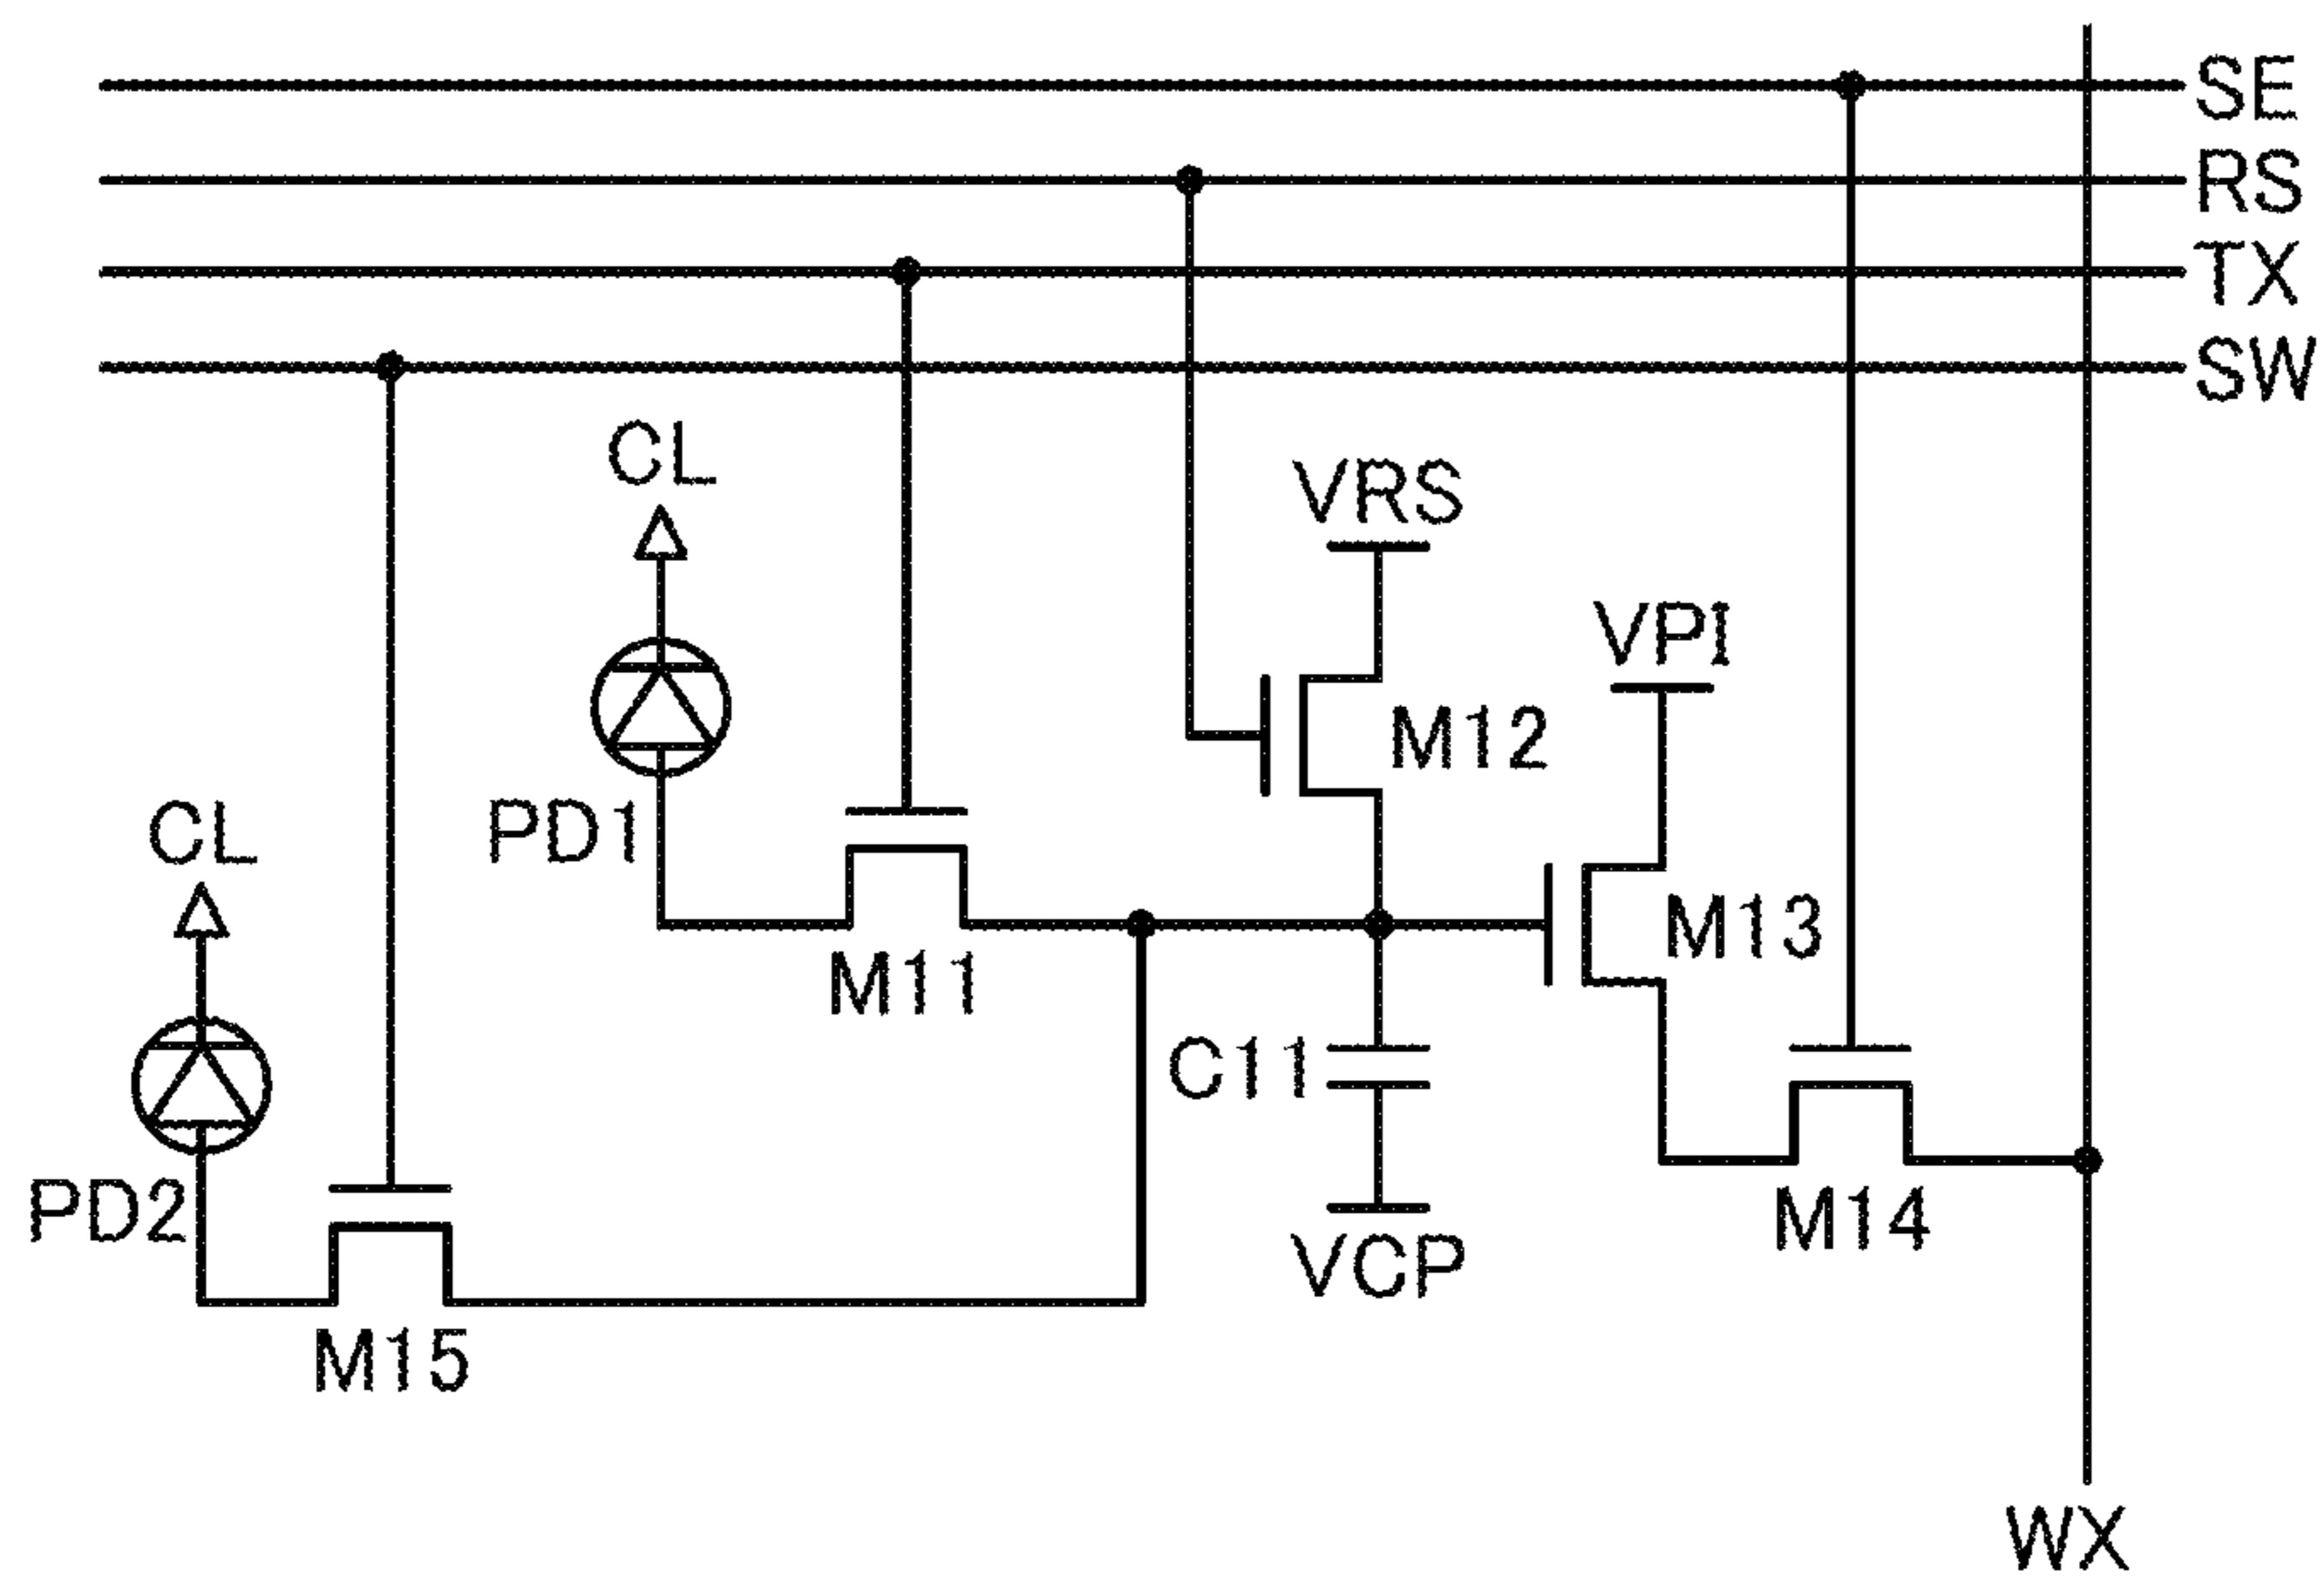 SE
RS
TX
SW
CL
VRS
VPI
M12
CL
PD1
M13
M11
C11
PD2
M14
VCP
M15
WX